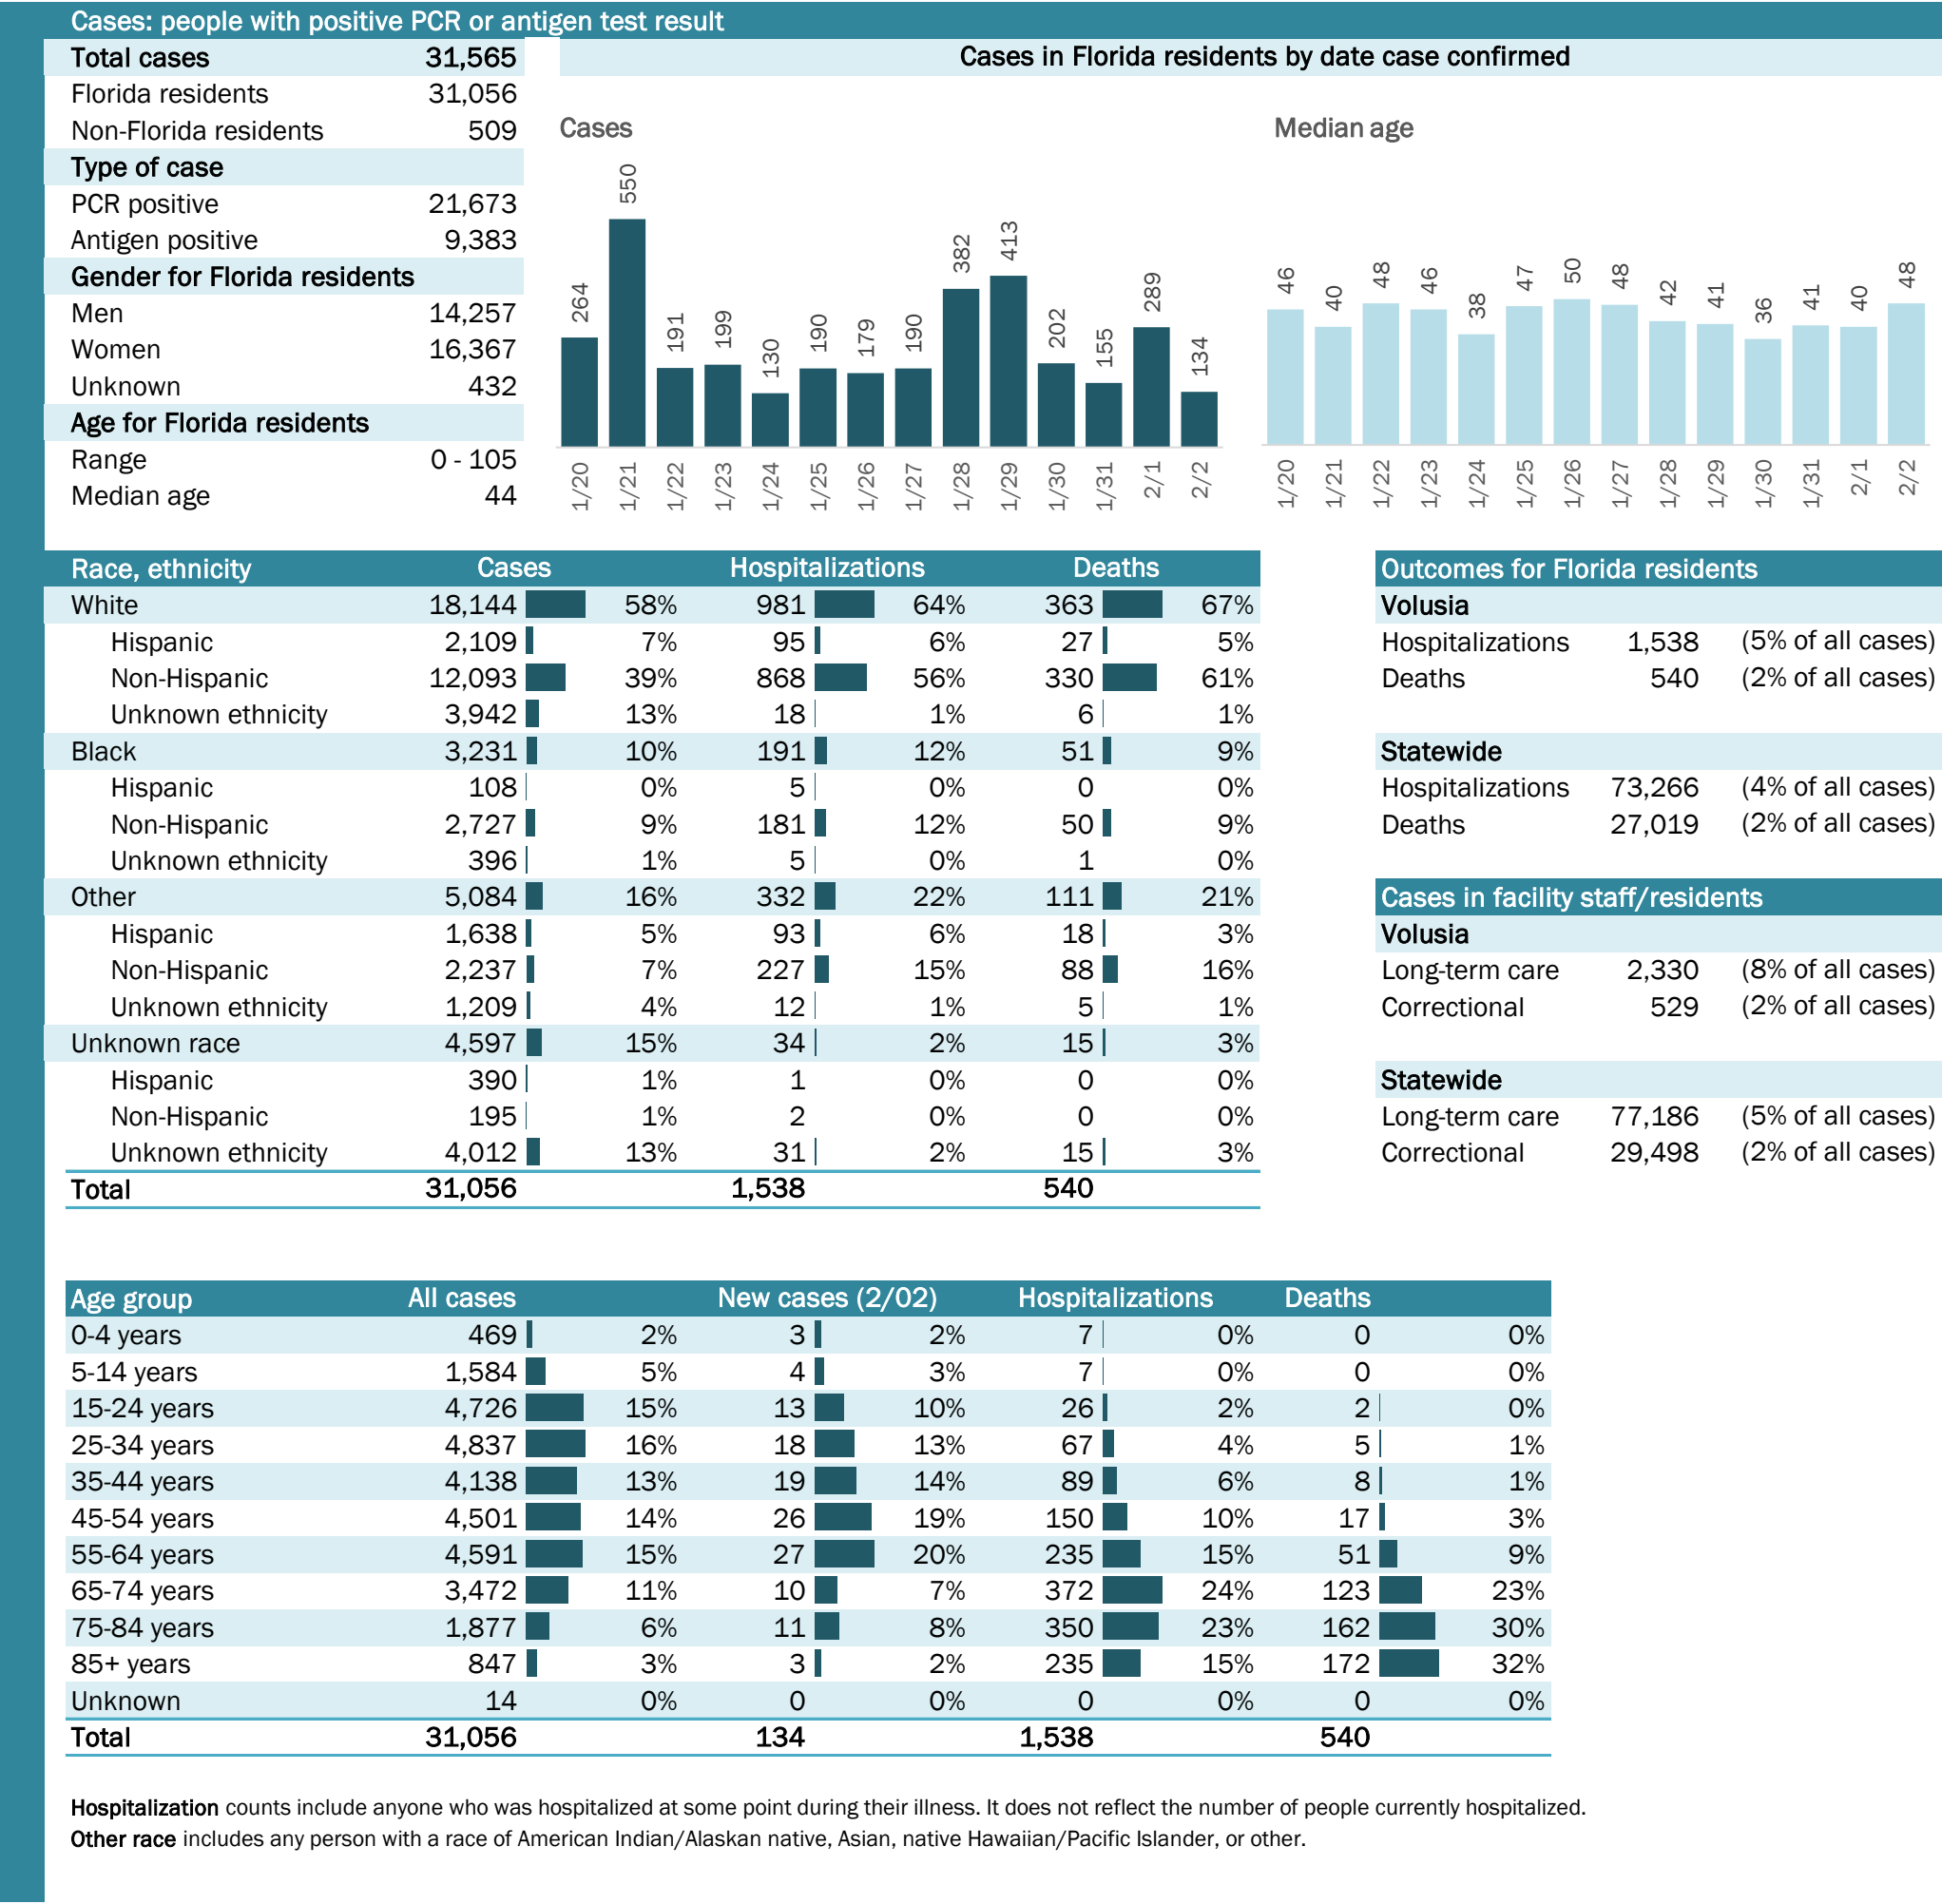 Cases: people with positive PCR or antigen test result
Total cases 31,565
Florida residents 31,056
Non-Florida residents 509
Type of case
PCR positive 21,673
Antigen positive 9,383
Gender for Florida residents
Men 14,257
Women 16,367
Unknown 432
Age for Florida residents
Range 0 - 105
Median age 44
Cases in Florida residents by date case confirmed
Cases
264 550 191 199 130 190 179 190 382 413 202 155 289 134
1/20 1/21 1/22 1/23 1/24 1/25 1/26 1/27 1/28 1/29 1/30 1/31 2/1 2/2
Median age
46 40 48 46 38 47 50 48 42 41 36 41 40 48
1/20 1/21 1/22 1/23 1/24 1/25 1/26 1/27 1/28 1/29 1/30 1/31 2/1 2/2
Race, ethnicity Cases Hospitalizations Deaths
White 18,144 58% 981 64% 363 67%
Hispanic 2,109 7% 95 6% 27 5%
Non-Hispanic 12,093 39% 868 56% 330 61%
Unknown ethnicity 3,942 13% 18 1% 6 1%
Black 3,231 10% 191 12% 51 9%
Hispanic 108 0% 5 0% 0 0%
Non-Hispanic 2,727 9% 181 12% 50 9%
Unknown ethnicity 396 1% 5 0% 1 0%
Other 5,084 16% 332 22% 111 21%
Hispanic 1,638 5% 93 6% 18 3%
Non-Hispanic 2,237 7% 227 15% 88 16%
Unknown ethnicity 1,209 4% 12 1% 5 1%
Unknown race 4,597 15% 34 2% 15 3%
Hispanic 390 1% 1 0% 0 0%
Non-Hispanic 195 1% 2 0% 0 0%
Unknown ethnicity 4,012 13% 31 2% 15 3%
Total 31,056 1,538 540
Outcomes for Florida residents
Volusia
Hospitalizations 1,538 (5% of all cases)
Deaths 540 (2% of all cases)
Statewide
Hospitalizations 73,266 (4% of all cases)
Deaths 27,019 (2% of all cases)
Cases in facility staff/residents
Volusia
Long-term care 2,330 (8% of all cases)
Correctional 529 (2% of all cases)
Statewide
Long-term care 77,186 (5% of all cases)
Correctional 29,498 (2% of all cases)
Age group All cases New cases (2/02) Hospitalizations Deaths
0-4 years 469 2% 3 2% 7 0% 0 0%
5-14 years 1,584 5% 4 3% 7 0% 0 0%
15-24 years 4,726 15% 13 10% 26 2% 2 0%
25-34 years 4,837 16% 18 13% 67 4% 5 1%
35-44 years 4,138 13% 19 14% 89 6% 8 1%
45-54 years 4,501 14% 26 19% 150 10% 17 3%
55-64 years 4,591 15% 27 20% 235 15% 51 9%
65-74 years 3,472 11% 10 7% 372 24% 123 23%
75-84 years 1,877 6% 11 8% 350 23% 162 30%
85+ years 847 3% 3 2% 235 15% 172 32%
Unknown 14 0% 0 0% 0 0% 0 0%
Total 31,056 134 1,538 540
Hospitalization counts include anyone who was hospitalized at some point during their illness. It does not reflect the number of people currently hospitalized.
Other race includes any person with a race of American Indian/Alaskan native, Asian, native Hawaiian/Pacific Islander, or other.